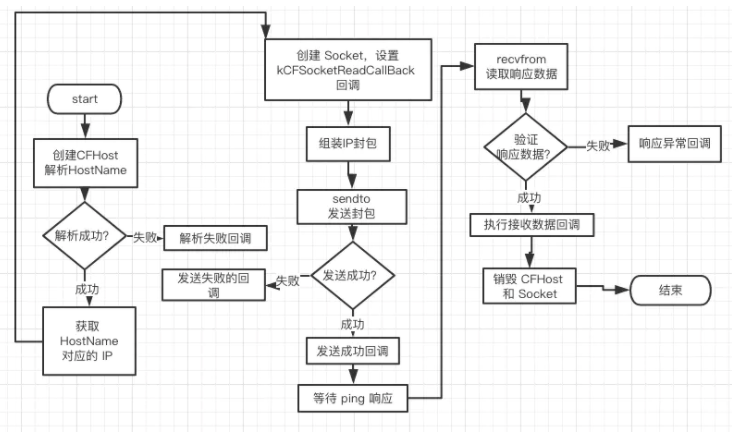 start
创建CFHost
解析HostName
解析成功?
失败
解析失败回调
成功
获取
HostName
对应的 IP
创建 Socket，设置
kCFSocketReadCallBack
回调
组装IP封包
sendto
发送封包
发送成功?
失败
发送失败的回
调
成功
发送成功回调
等待 ping 响应
recvfrom
读取响应数据
验证
响应数据?
失败
响应异常回调
成功
执行接收数据回调
销毁 CFHost
和 Socket
结束